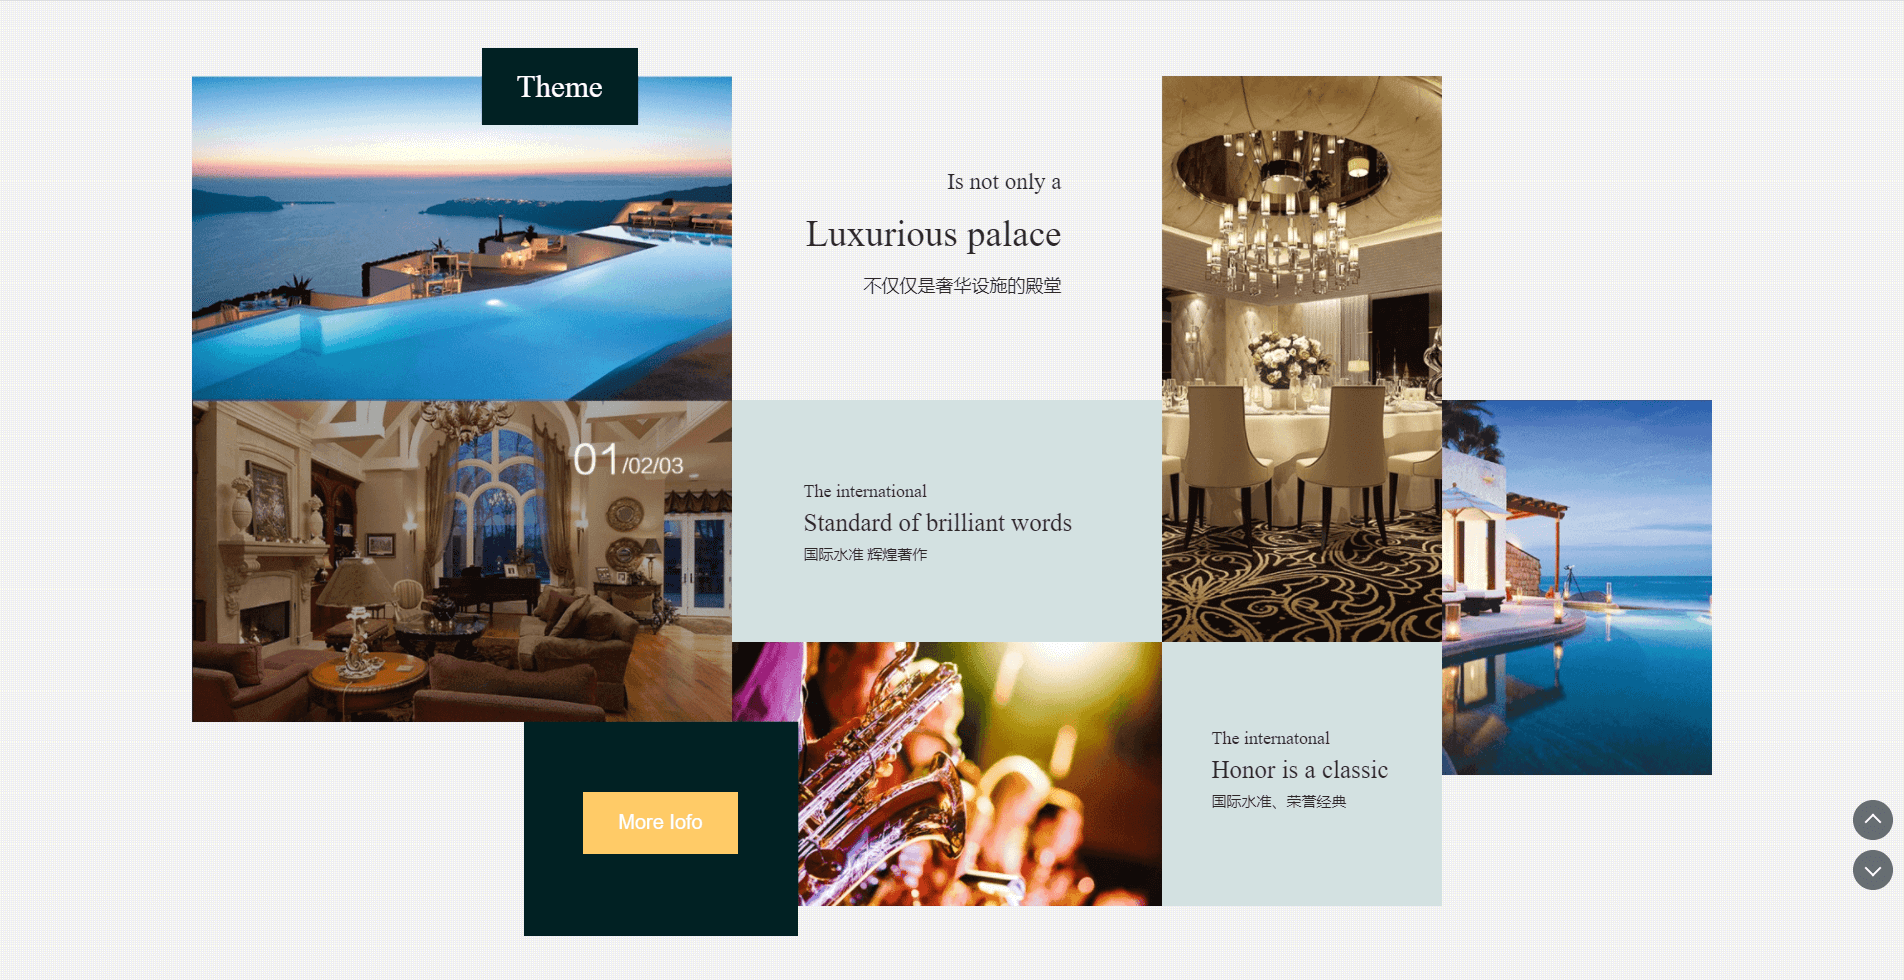 Theme
Is not only a
Luxurious palace
不仅仅是奢华设施的殿堂
01/02/03
The international
Standard of brilliant words
国际水准 辉煌著作
The internatonal
Honor is a classic
国际水准、荣誉经典
More Iofo